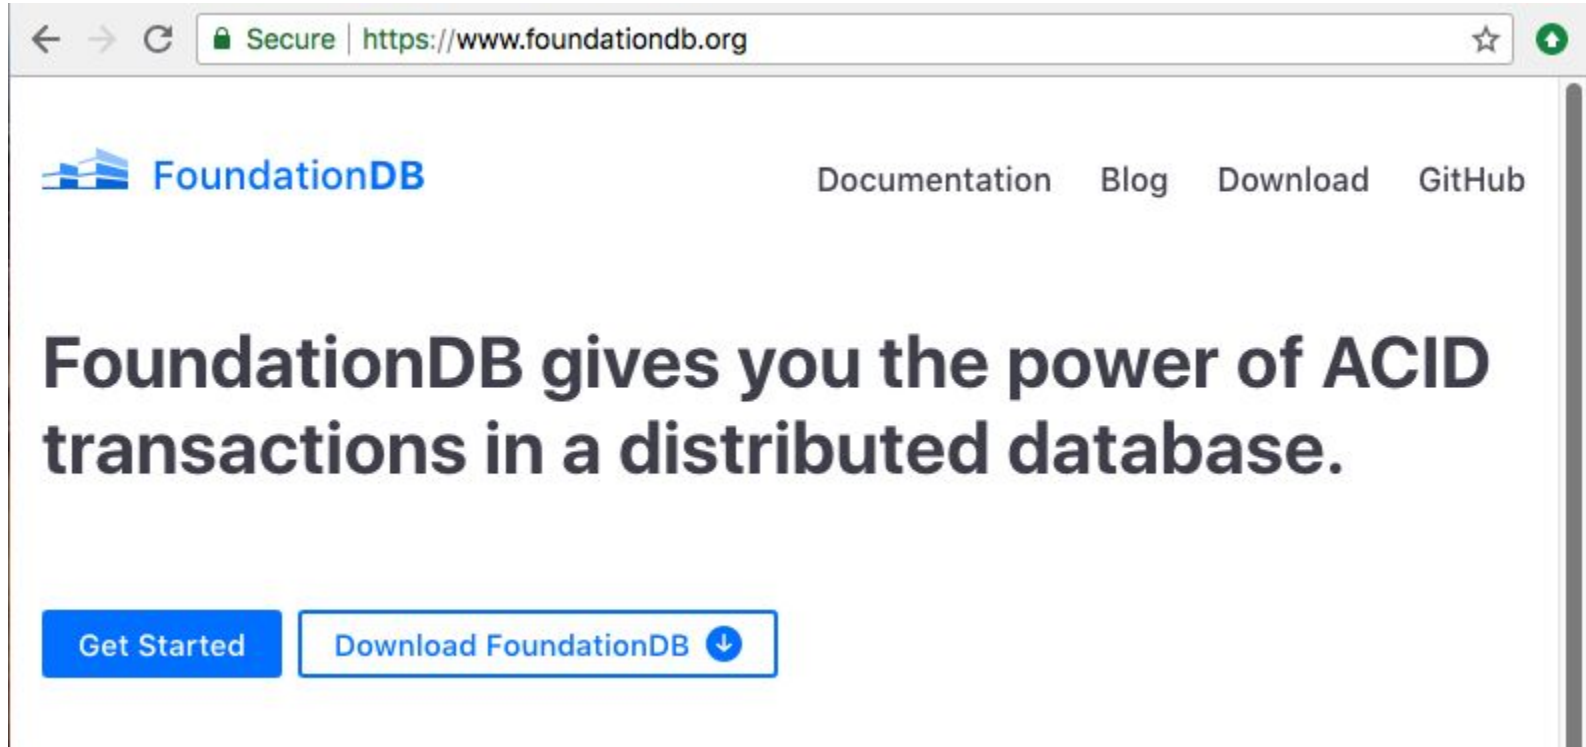 Secure | https://www.foundationdb.org
FoundationDB
Documentation Blog Download GitHub
FoundationDB gives you the power of ACID
transactions in a distributed database.
Get Started
Download FoundationDB